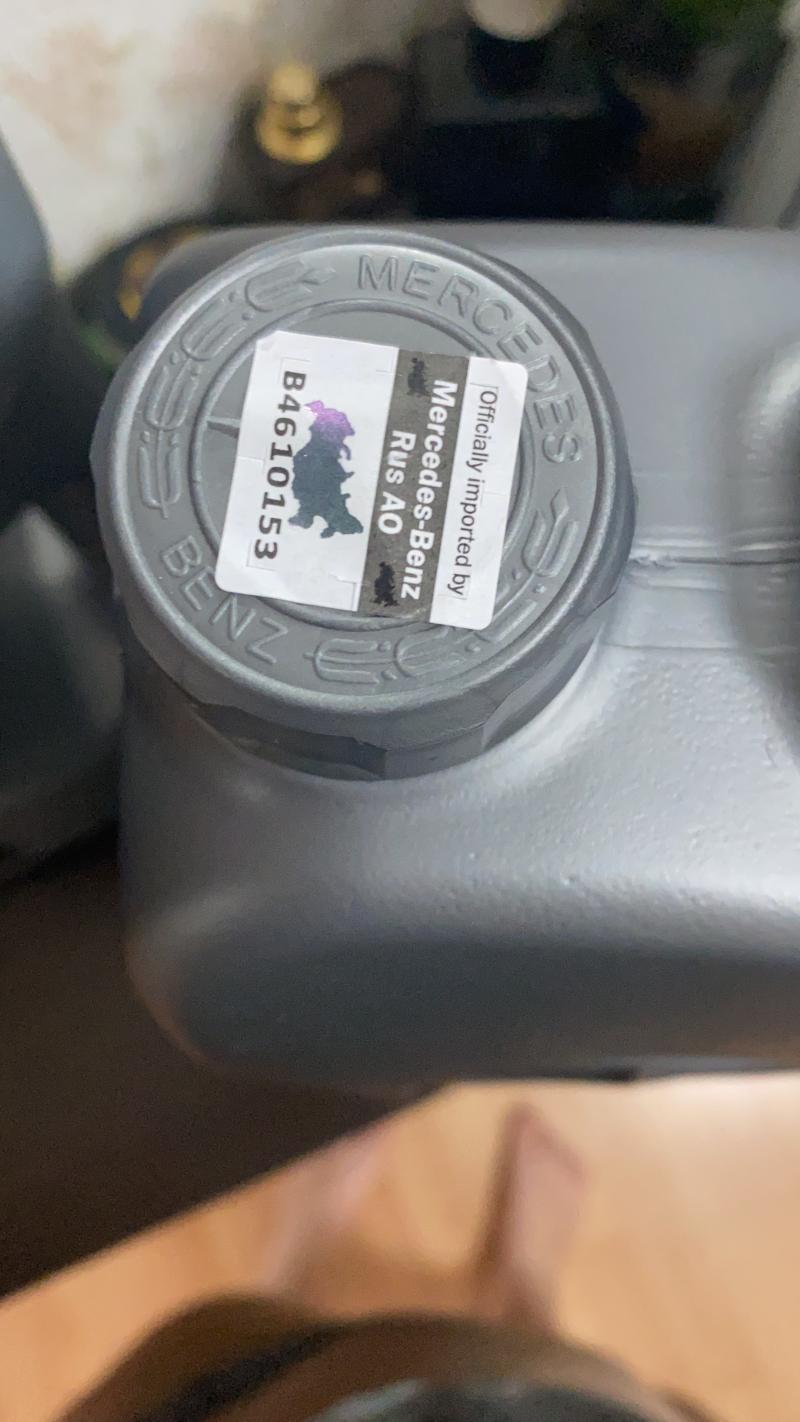 MERCEDES
BENZ
Officially imported by
Mercedes-Benz
Rus AO
B4610153